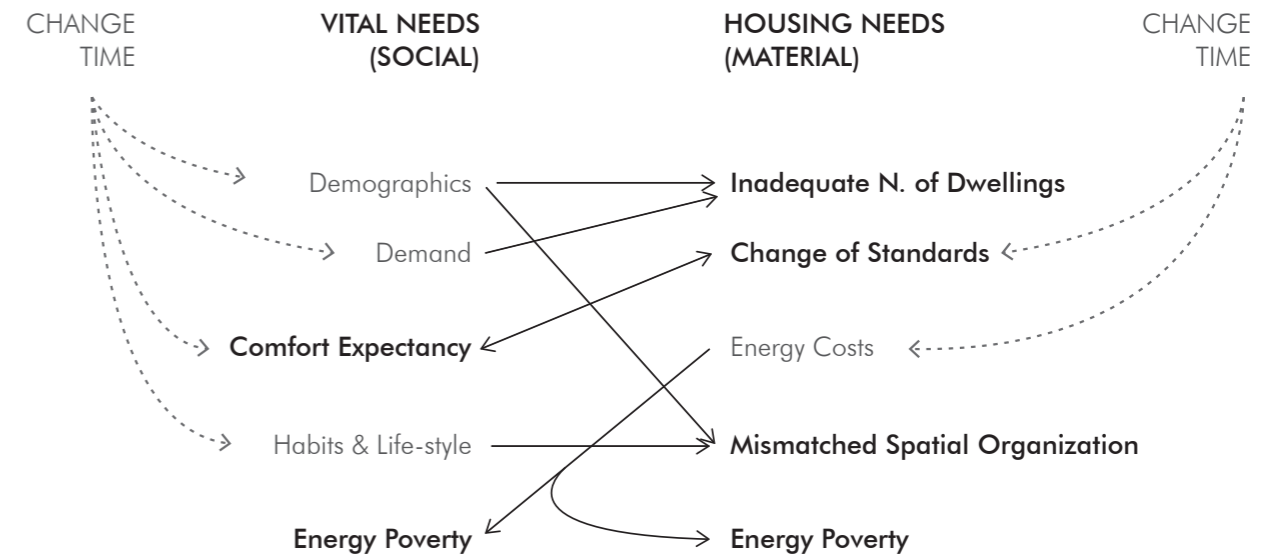 CHANGE
TIME
VITAL NEEDS
(SOCIAL)
HOUSING NEEDS
(MATERIAL)
CHANGE
TIME
Demographics
Inadequate N. of Dwellings
Demand
Change of Standards
Comfort Expectancy
Energy Costs
Habits & Life-style
Mismatched Spatial Organization
Energy Poverty
Energy Poverty